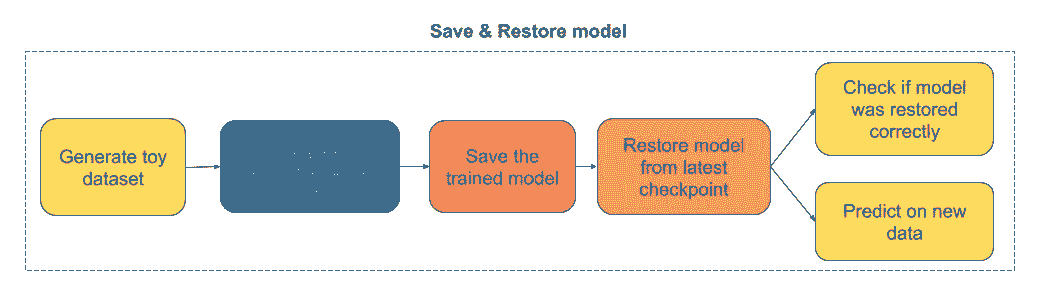 Save & Restore model
Generate toy
dataset
Save the
trained model
Restore model
from latest
checkpoint
Check if model
was restored
correctly
Predict on new
data